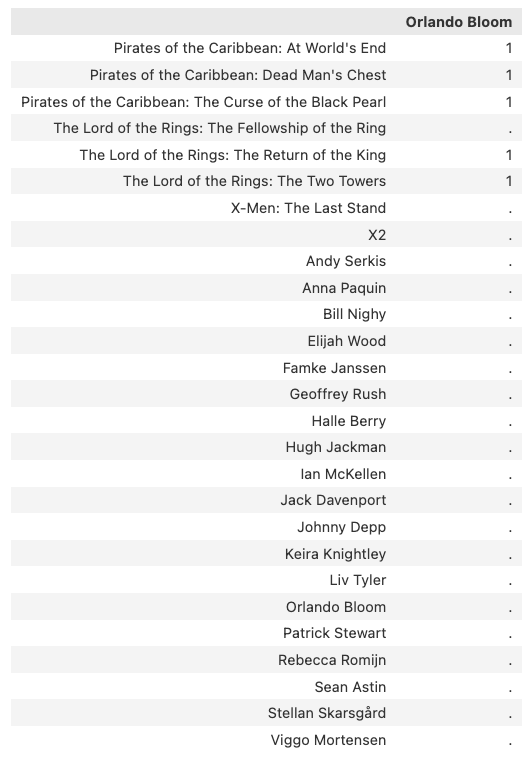 Orlando Bloom
Pirates of the Caribbean: At World's End 1
Pirates of the Caribbean: Dead Man's Chest 1
Pirates of the Caribbean: The Curse of the Black Pearl 1
The Lord of the Rings: The Fellowship of the Ring .
The Lord of the Rings: The Return of the King 1
The Lord of the Rings: The Two Towers 1
X-Men: The Last Stand .
X2 .
Andy Serkis .
Anna Paquin .
Bill Nighy .
Elijah Wood .
Famke Janssen .
Geoffrey Rush .
Halle Berry .
Hugh Jackman .
Ian McKellen .
Jack Davenport .
Johnny Depp .
Keira Knightley .
Liv Tyler .
Orlando Bloom .
Patrick Stewart .
Rebecca Romijn .
Sean Astin .
Stellan Skarsgård .
Viggo Mortensen .